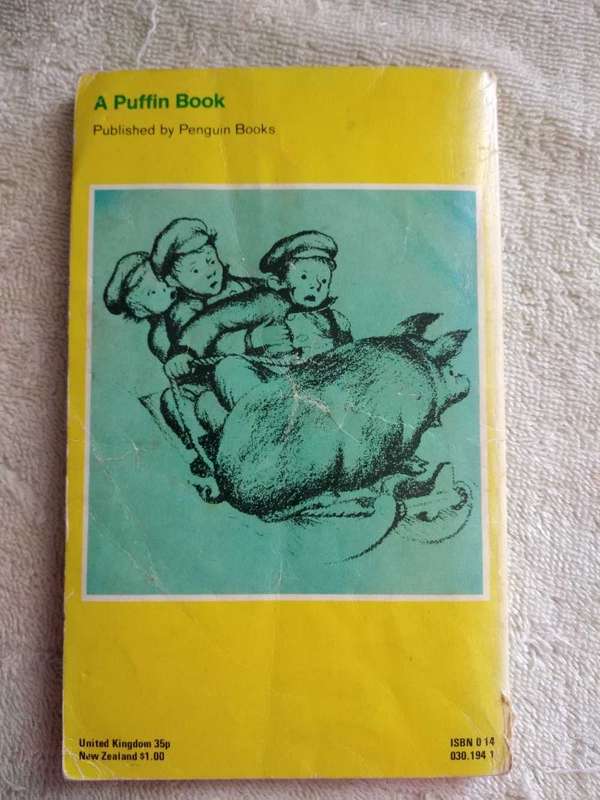 A Puffin Book
Published by Penguin Books
United Kingdom 35p
New Zealand $1.00
ISBN 0 14
030.194 1